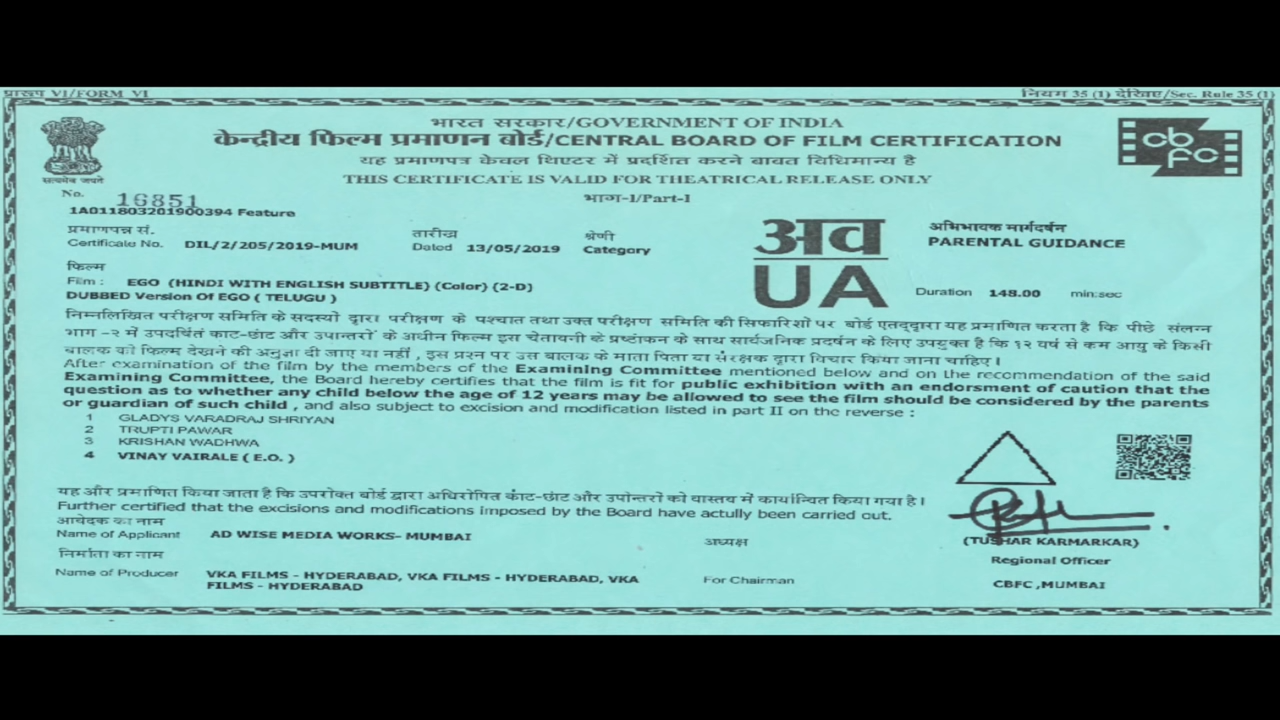 प्रारूप VI/FORM VI
नियम 35 (1) देखिए/Sec. Rule 35 (1)
भारत सरकार/GOVERNMENT OF INDIA
केन्द्रीय फिल्म प्रमाणन बोर्ड/CENTRAL BOARD OF FILM CERTIFICATION
यह प्रमाणपत्र केवल थिएटर में प्रदर्शित करने बावत विधिमान्य है
THIS CERTIFICATE IS VALID FOR THEATRICAL RELEASE ONLY
सत्यमेव जयते
cbfc
No. 16851
भाग-1/Part-I
1A011803201900394 Feature
प्रमाणपत्र सं. तारीख श्रेणी
Certificate No. DIL/2/205/2019-MUM Dated 13/05/2019 Category
अव
UA
अभिभावक मार्गदर्षन
PARENTAL GUIDANCE
फिल्म
Film : EGO (HINDI WITH ENGLISH SUBTITLE) (Color) (2-D)
DUBBED Version Of EGO ( TELUGU )
Duration 148.00 min:sec
निम्नलिखित परीक्षण समिति के सदस्यों द्वारा परीक्षण के पश्चात तथा उक्त परीक्षण समिति की सिफारिशों पर बोर्ड एतद्द्वारा यह प्रमाणित करता है कि पीछे संलग्न
भाग -२ में उपदर्षित काट-छांट और उपान्तरों के अधीन फिल्म इस चेतावनी के प्रष्ठांकन के साथ सार्वजनिक प्रदर्षन के लिए उपयुक्त है कि १२ वर्ष से कम आयु के किसी
बालक को फिल्म देखने की अनुज्ञा दी जाए या नहीं , इस प्रश्न पर उस बालक के माता पिता या संरक्षक द्वारा विचार किया जाना चाहिए ।
After examination of the film by the members of the Examining Committee mentioned below and on the recommendation of the said
Examining Committee, the Board hereby certifies that the film is fit for public exhibition with an endorsment of caution that the
question as to whether any child below the age of 12 years may be allowed to see the film should be considered by the parents
or guardian of such child , and also subject to excision and modification listed in part II on the reverse :
1 GLADYS VARADRAJ SHRIYAN
2 TRUPTI PAWAR
3 KRISHAN WADHWA
4 VINAY VAIRALE ( E.O. )
यह और प्रमाणित किया जाता है कि उपरोक्त बोर्ड द्वारा अधिरोपित कांट-छांट और उपांन्तरों को वास्तव में कार्यान्वित किया गया है ।
Further certified that the excisions and modifications imposed by the Board have actully been carried out.
आवेदक का नाम
Name of Applicant AD WISE MEDIA WORKS- MUMBAI
अध्यक्ष
(TUSHAR KARMARKAR)
निर्माता का नाम
Regional Officer
Name of Producer VKA FILMS - HYDERABAD, VKA FILMS - HYDERABAD, VKA
FILMS - HYDERABAD
For Chairman
CBFC ,MUMBAI